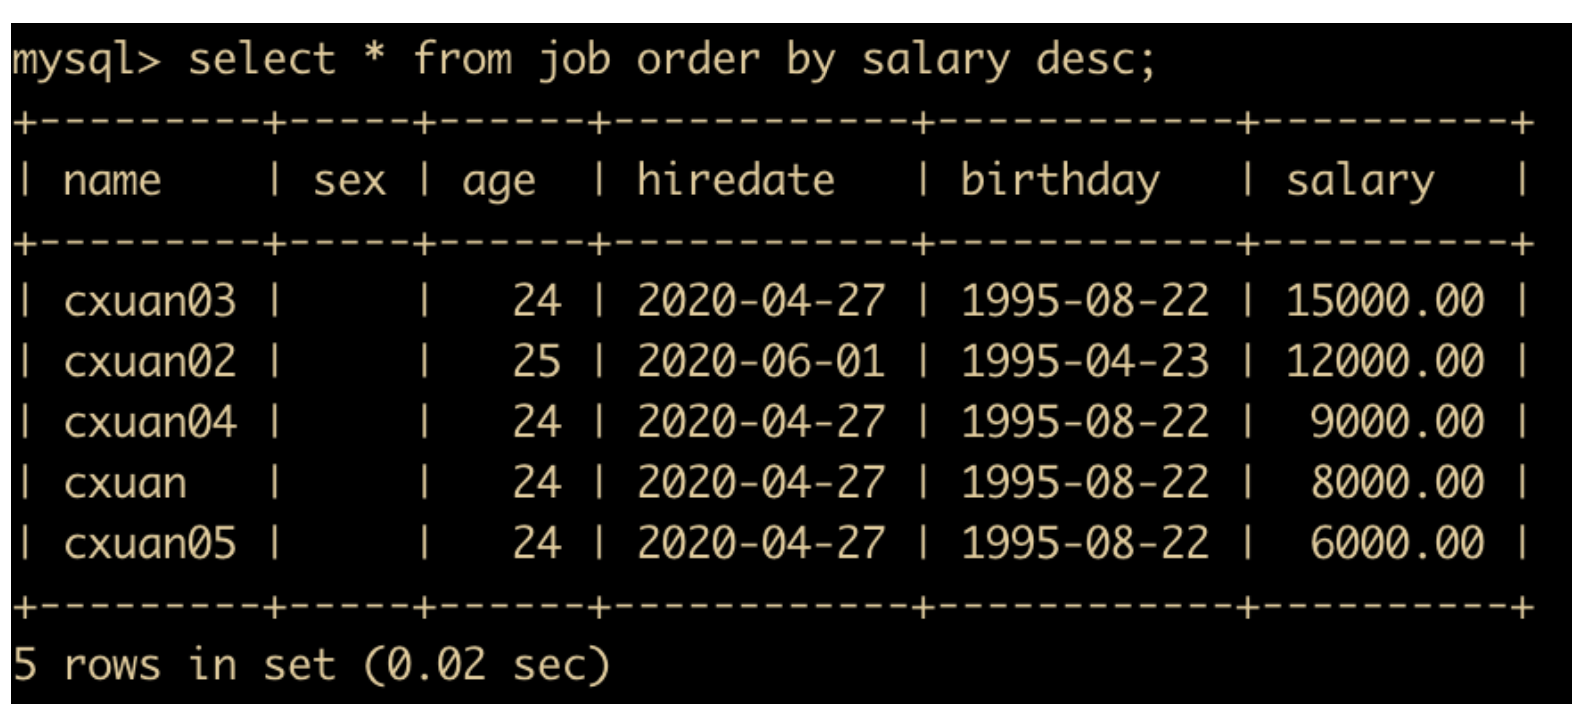 mysql> select * from job order by salary desc;
+---------+-----+------+------------+------------+----------+
| name    | sex | age  | hiredate   | birthday   | salary   |
+---------+-----+------+------------+------------+----------+
| cxuan03 |     |   24 | 2020-04-27 | 1995-08-22 | 15000.00 |
| cxuan02 |     |   25 | 2020-06-01 | 1995-04-23 | 12000.00 |
| cxuan04 |     |   24 | 2020-04-27 | 1995-08-22 |  9000.00 |
| cxuan   |     |   24 | 2020-04-27 | 1995-08-22 |  8000.00 |
| cxuan05 |     |   24 | 2020-04-27 | 1995-08-22 |  6000.00 |
+---------+-----+------+------------+------------+----------+
5 rows in set (0.02 sec)